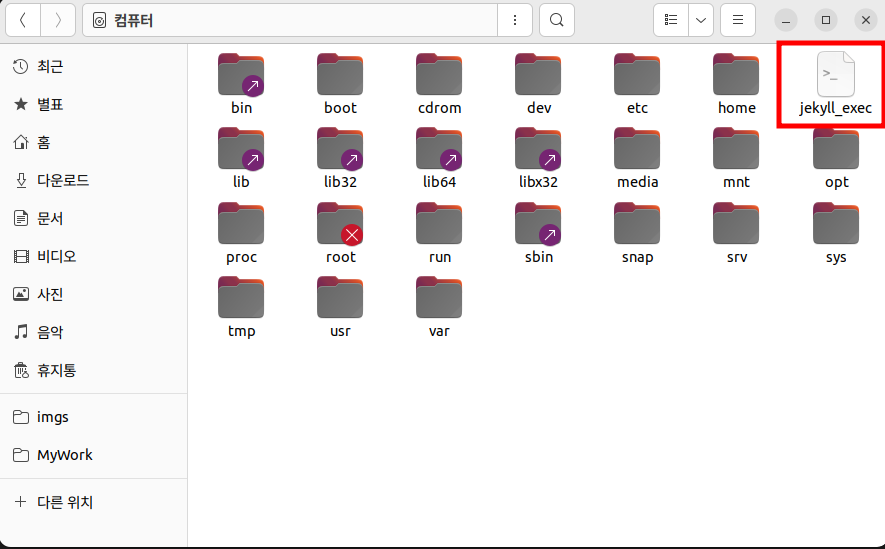 컴퓨터
최근
별표
홈
다운로드
문서
비디오
사진
음악
휴지통
imgs
MyWork
다른 위치
bin boot cdrom dev etc home jekyll_exec
>_
lib lib32 lib64 libx32 media mnt opt
proc root run sbin snap srv sys
tmp usr var